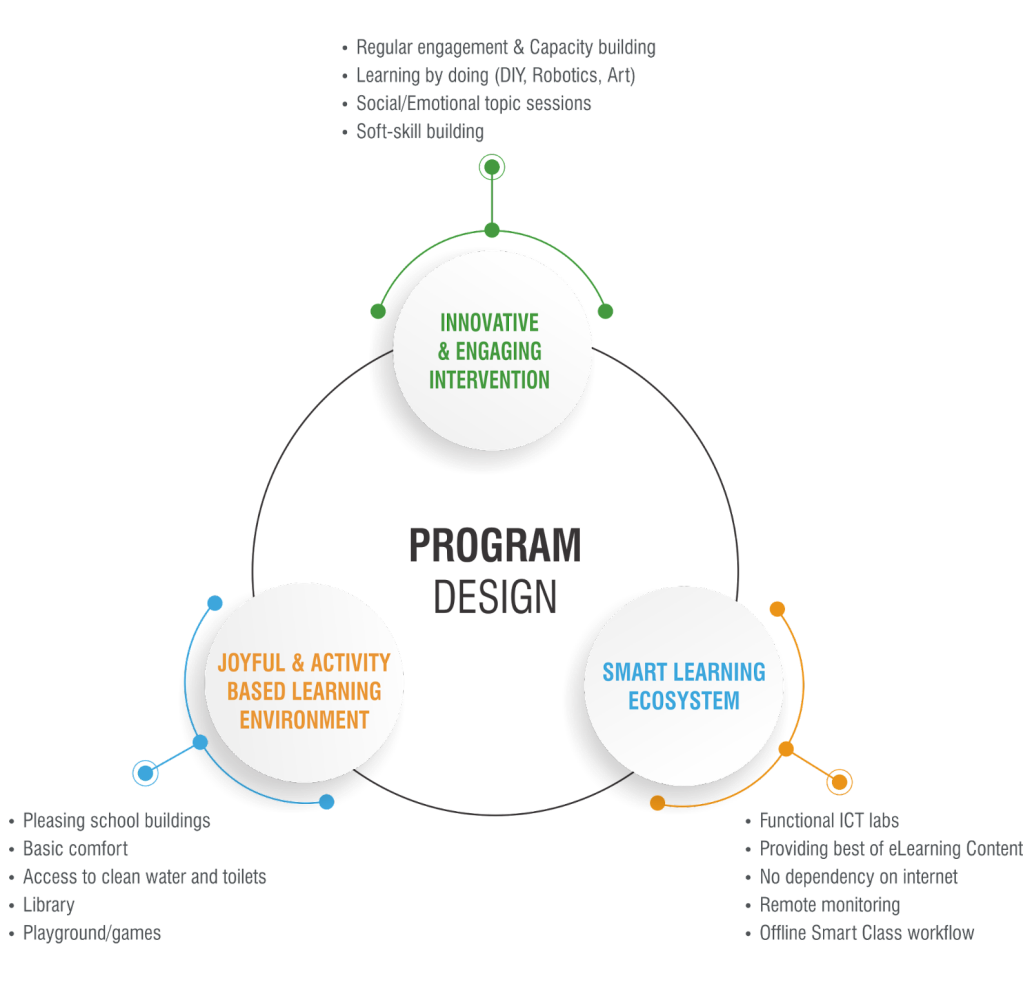 • Regular engagement & Capacity building
• Learning by doing (DIY, Robotics, Art)
• Social/Emotional topic sessions
• Soft-skill building
INNOVATIVE
& ENGAGING
INTERVENTION
PROGRAM
DESIGN
JOYFUL & ACTIVITY
BASED LEARNING
ENVIRONMENT
SMART LEARNING
ECOSYSTEM
• Pleasing school buildings
• Basic comfort
• Access to clean water and toilets
• Library
• Playground/games
• Functional ICT labs
• Providing best of eLearning Content
• No dependency on internet
• Remote monitoring
• Offline Smart Class workflow